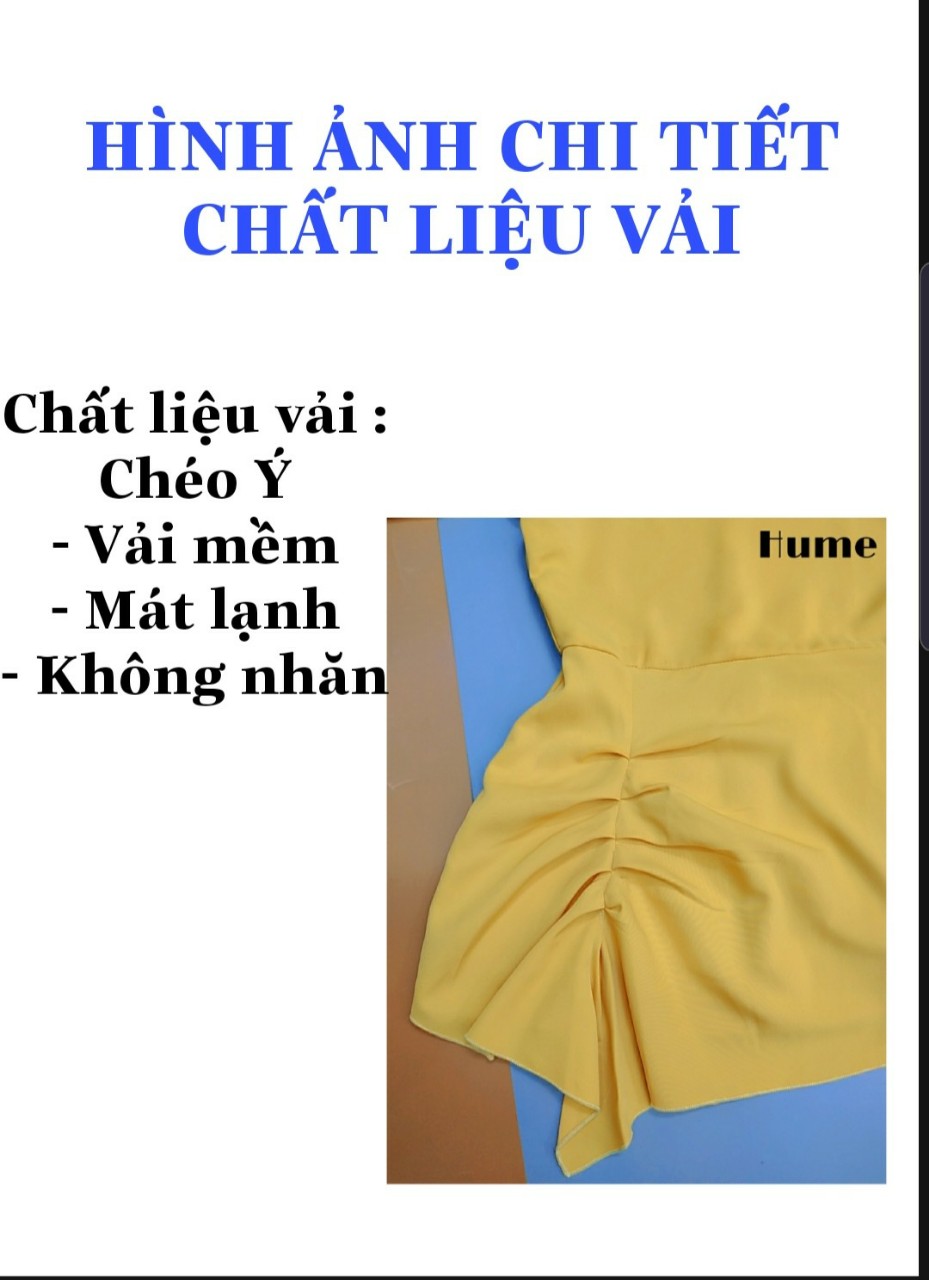 HÌNH ẢNH CHI TIẾT
CHẤT LIỆU VẢI
Chất liệu vải :
Chéo Ý
- Vải mềm
- Mát lạnh
- Không nhăn
Hume